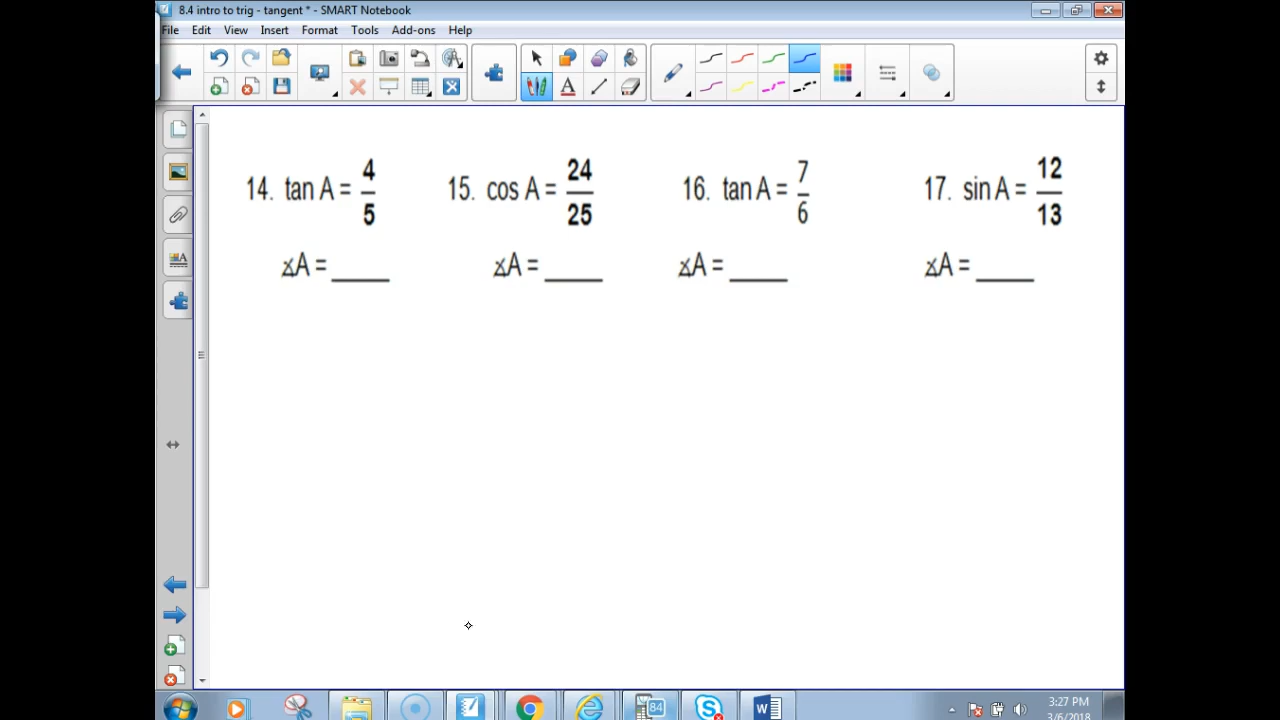 8.4 intro to trig - tangent * - SMART Notebook
File Edit View Insert Format Tools Add-ons Help
14. tan A = 4/5 15. cos A = 24/25 16. tan A = 7/6 17. sin A = 12/13
∡A = ____ ∡A = ____ ∡A = ____ ∡A = ____
84
3:27 PM
3/6/2018